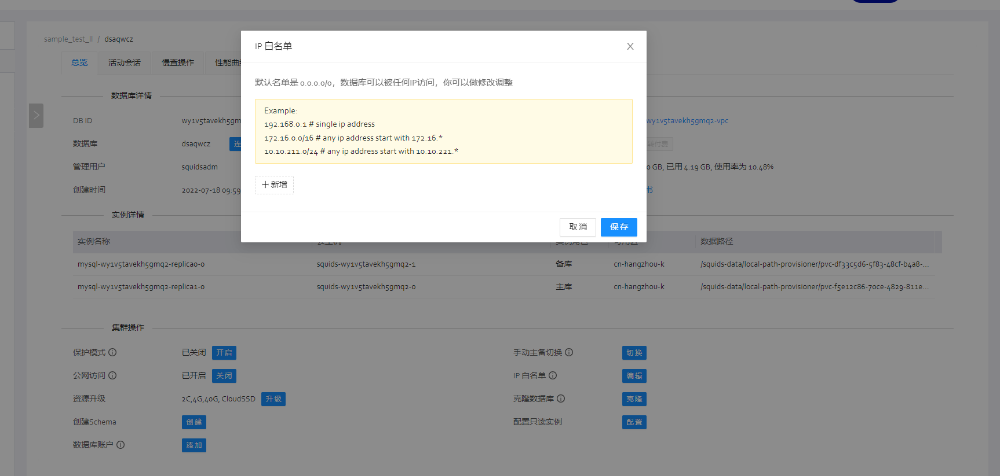 sample_test_ll / dsaqwcz
总览 活动会话 慢查操作 性能曲
IP 白名单
默认名单是 0.0.0.0/0，数据库可以被任何IP访问，你可以做修改调整
Example:
192.168.0.1 # single ip address
172.16.0.0/16 # any ip address start with 172.16.*
10.10.211.0/24 # any ip address start with 10.10.221.*
新增
取消 保存
数据库详情
DB ID wy1v5tavekh5gm wy1v5tavekh5gmq2-vpc
数据库 dsaqwcz 连 转付费
管理用户 squidsadm 0 GB, 已用 4.19 GB, 使用率为 10.48%
创建时间 2022-07-18 09:59 书
实例详情
实例名称 数据路径
mysql-wy1v5tavekh5gmq2-replica0-0 squids-wy1v5tavekh5gmq2-1 备库 cn-hangzhou-k /squids-data/local-path-provisioner/pvc-df33c5d6-5f83-48cf-b4a8-...
mysql-wy1v5tavekh5gmq2-replica1-0 squids-wy1v5tavekh5gmq2-0 主库 cn-hangzhou-k /squids-data/local-path-provisioner/pvc-f5e12c86-70ce-4829-811e...
集群操作
保护模式 已关闭 开启 手动主备切换 切换
公网访问 已开启 关闭 IP 白名单 编辑
资源升级 2C,4G,40G, CloudSSD 升级 克隆数据库 克隆
创建Schema 创建 配置只读实例 配置
数据库账户 添加